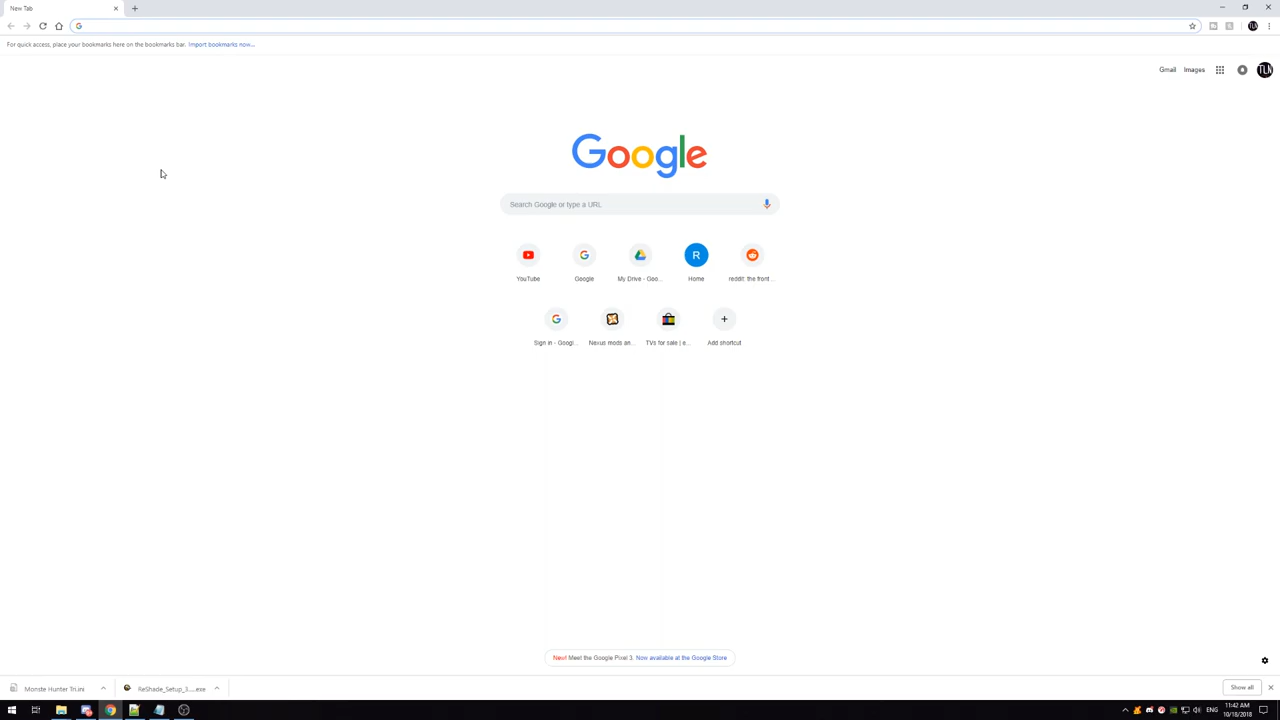 New Tab
For quick access, place your bookmarks here on the bookmarks bar. Import bookmarks now...
Gmail Images TLN
Google
Search Google or type a URL
YouTube Google My Drive - Goo... Home reddit: the front ...
R
Sign in - Googl... Nexus mods an... TVs for sale | e... Add shortcut
New! Meet the Google Pixel 3. Now available at the Google Store
Monste Hunter Tri.ini ReShade_Setup_3.....exe Show all
ENG 11:42 AM
10/18/2018